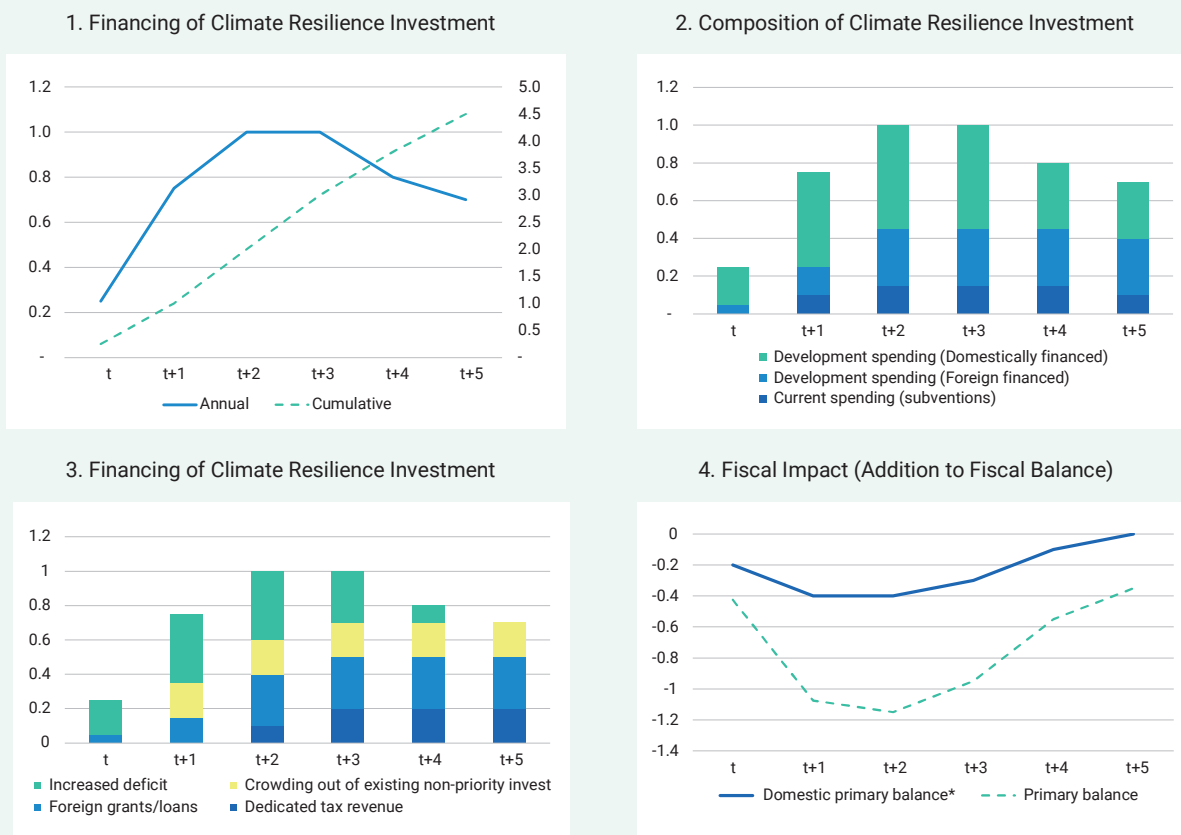 1. Financing of Climate Resilience Investment
1.2
1.0
0.8
0.6
0.4
0.2
-
5.0
4.5
4.0
3.5
3.0
2.5
2.0
1.5
1.0
0.5
-
t t+1 t+2 t+3 t+4 t+5
Annual Cumulative
2. Composition of Climate Resilience Investment
1.2
1.0
0.8
0.6
0.4
0.2
-
t t+1 t+2 t+3 t+4 t+5
Development spending (Domestically financed)
Development spending (Foreign financed)
Current spending (subventions)
3. Financing of Climate Resilience Investment
1.2
1
0.8
0.6
0.4
0.2
0
t t+1 t+2 t+3 t+4 t+5
Increased deficit Crowding out of existing non-priority invest
Foreign grants/loans Dedicated tax revenue
4. Fiscal Impact (Addition to Fiscal Balance)
0
-0.2
-0.4
-0.6
-0.8
-1
-1.2
-1.4
t t+1 t+2 t+3 t+4 t+5
Domestic primary balance* Primary balance